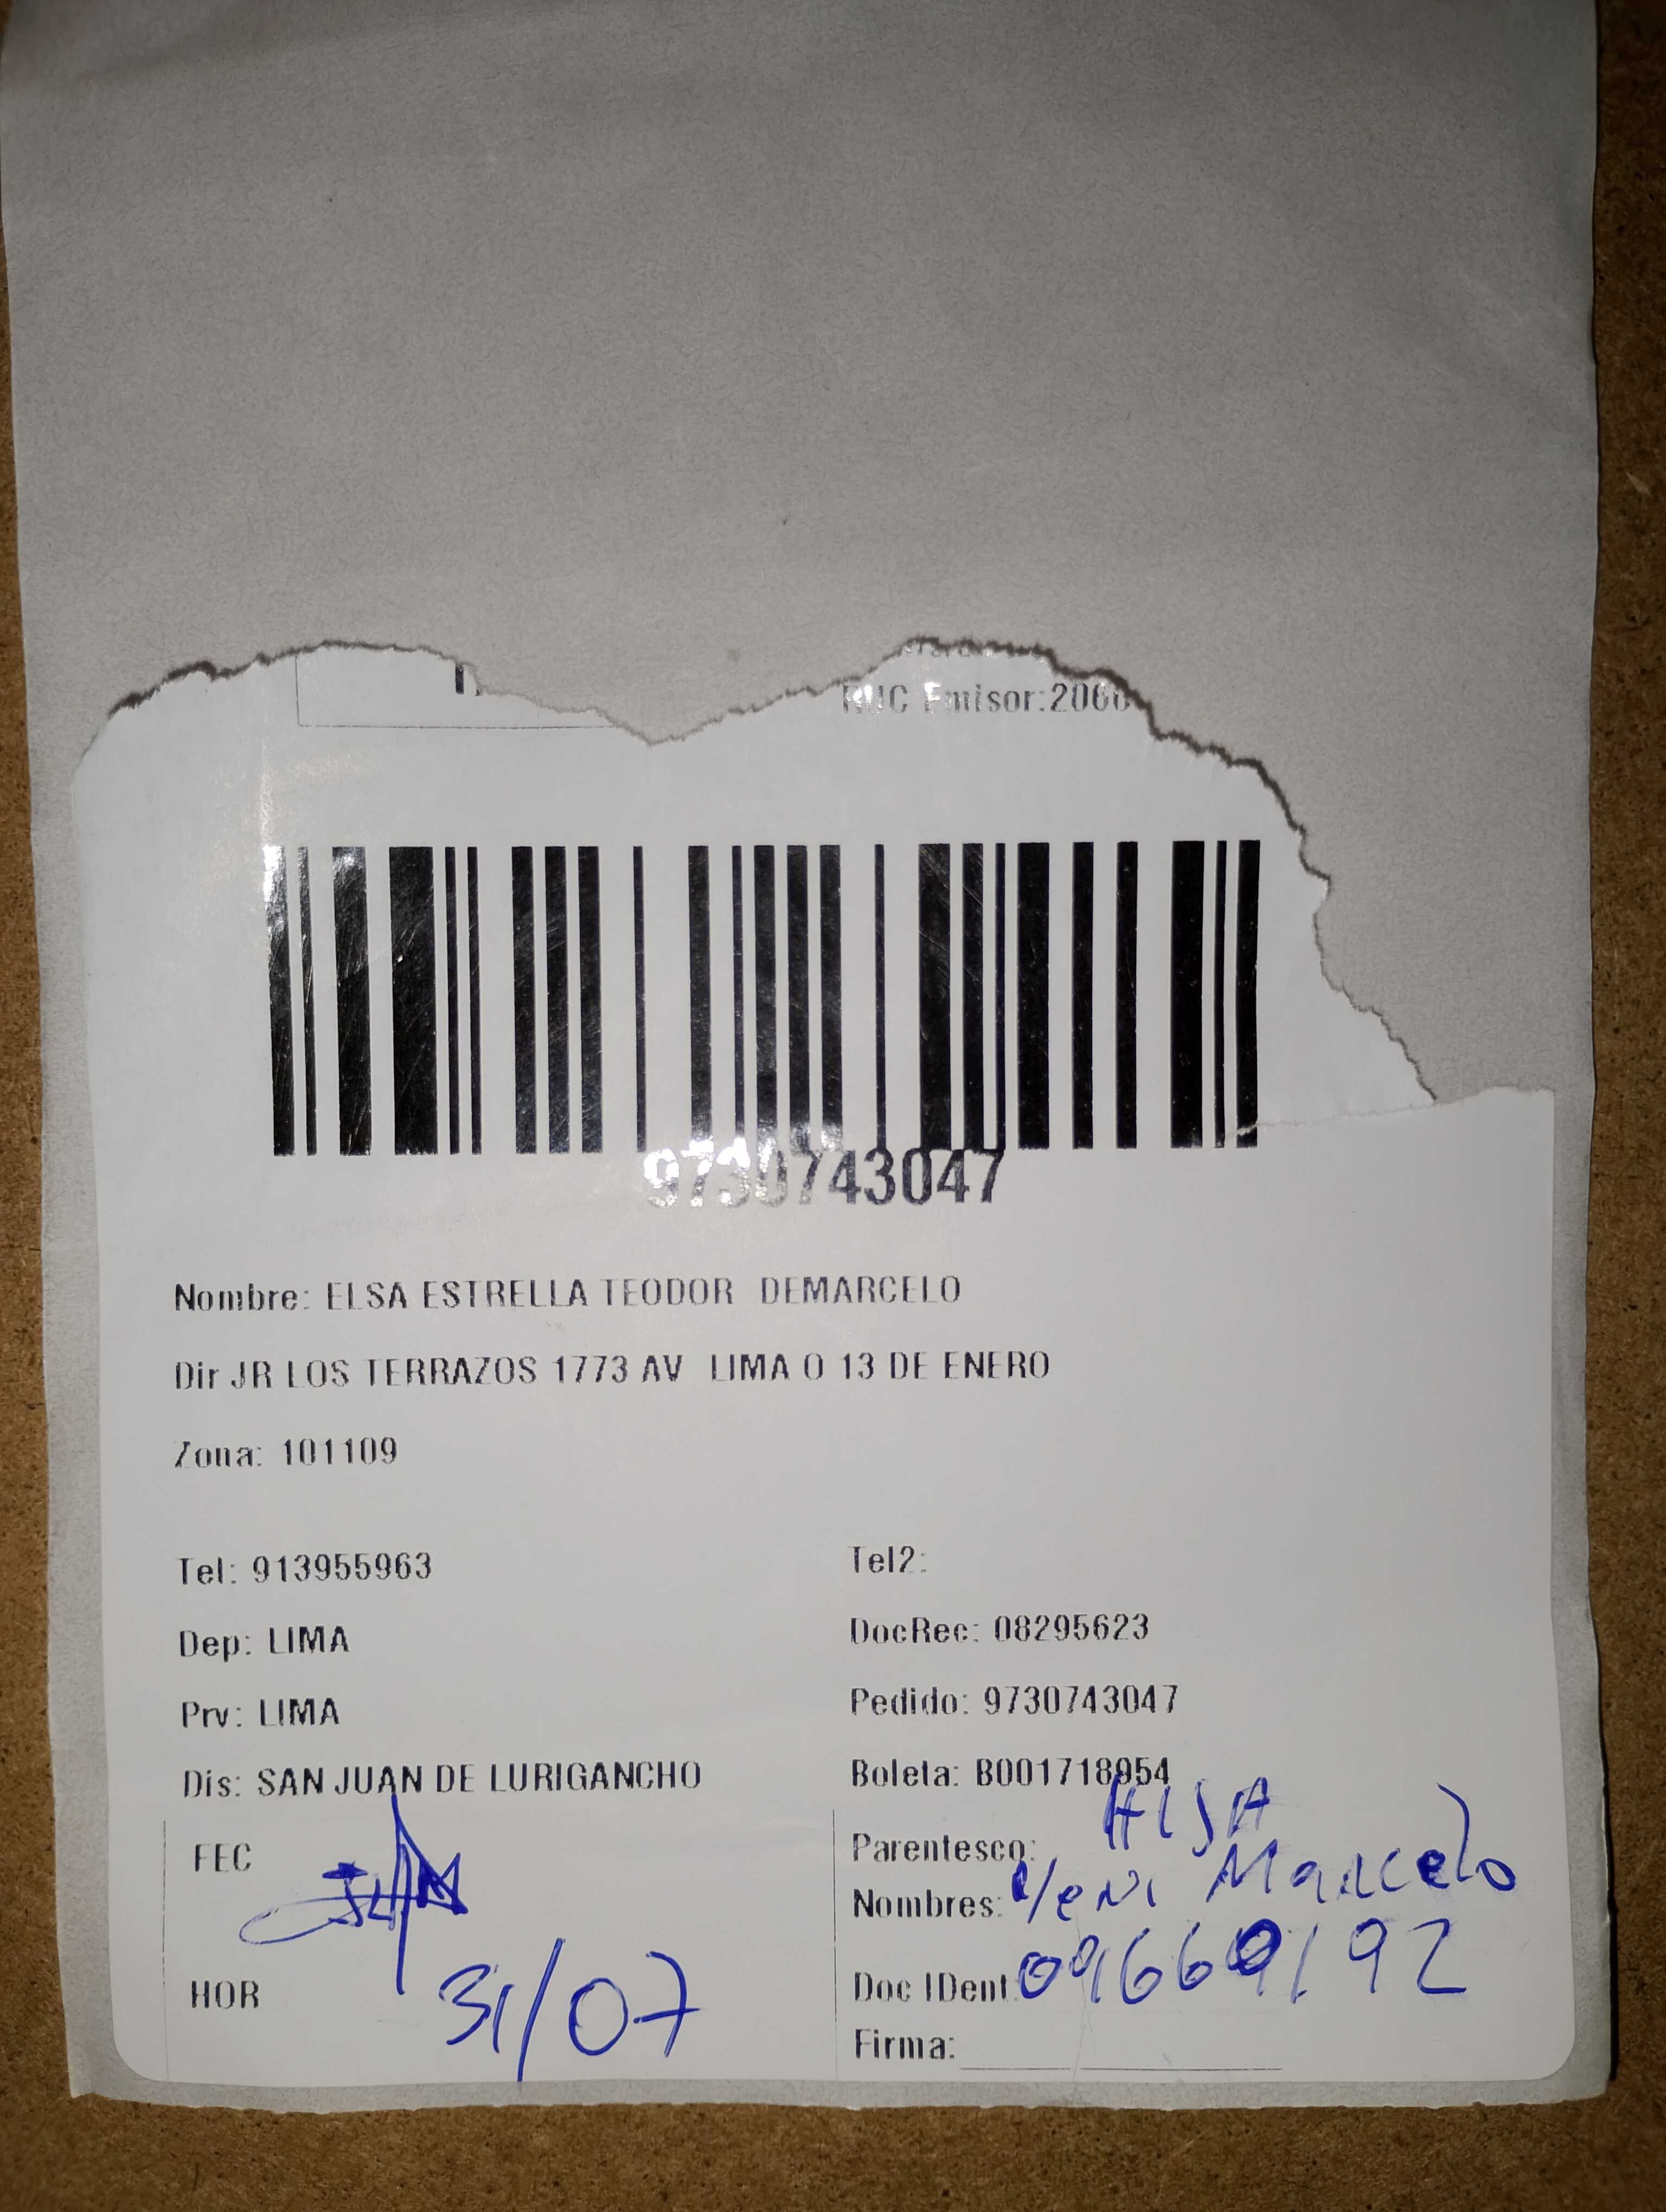 RUC Emisor:2060
9730743047
Nombre: ELSA ESTRELLA TEODOR DEMARCELO
Dir JR LOS TERRAZOS 1773 AV LIMA O 13 DE ENERO
Zona: 101109
Tel: 913955963
Tel2:
Dep: LIMA
DocRec: 08295623
Prv: LIMA
Pedido: 9730743047
Dis: SAN JUAN DE LURIGANCHO
Boleta: B001718954
FEC
Parentesco:
Nombres: Marcelo
HOR 31/07
Doc IDent
Firma: